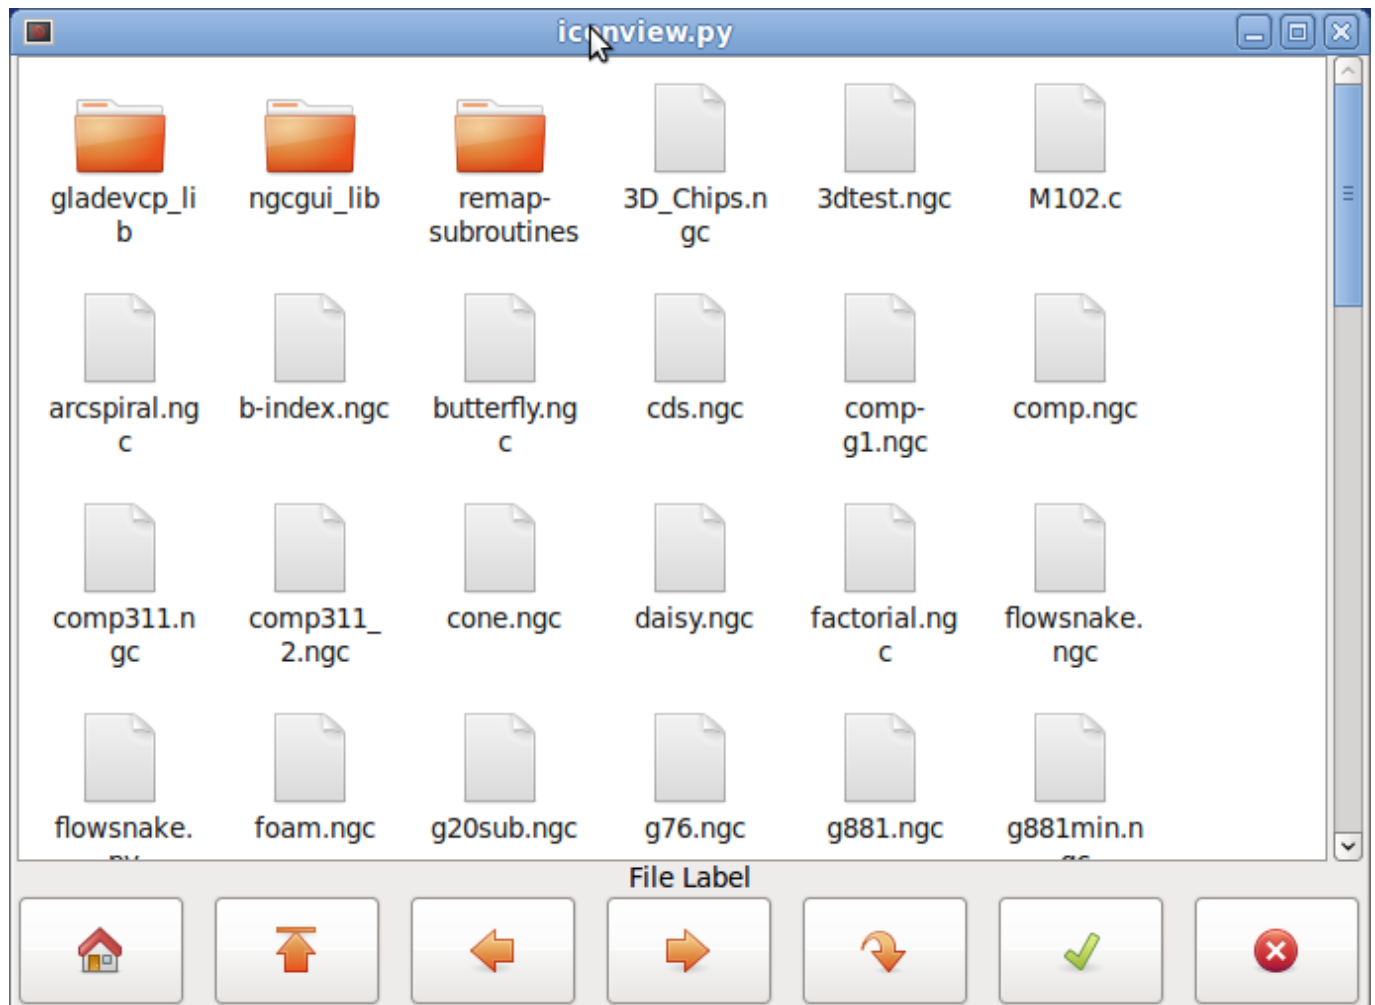 iconview.py
gladevcp_li
b
ngcgui_lib
remap-
subroutines
3D_Chips.n
gc
3dtest.ngc
M102.c
arcspiral.ng
c
b-index.ngc
butterfly.ng
c
cds.ngc
comp-
g1.ngc
comp.ngc
comp311.n
gc
comp311_
2.ngc
cone.ngc
daisy.ngc
factorial.ng
c
flowsnake.
ngc
flowsnake.
py
foam.ngc
g20sub.ngc
g76.ngc
g881.ngc
g881min.n
gc
File Label